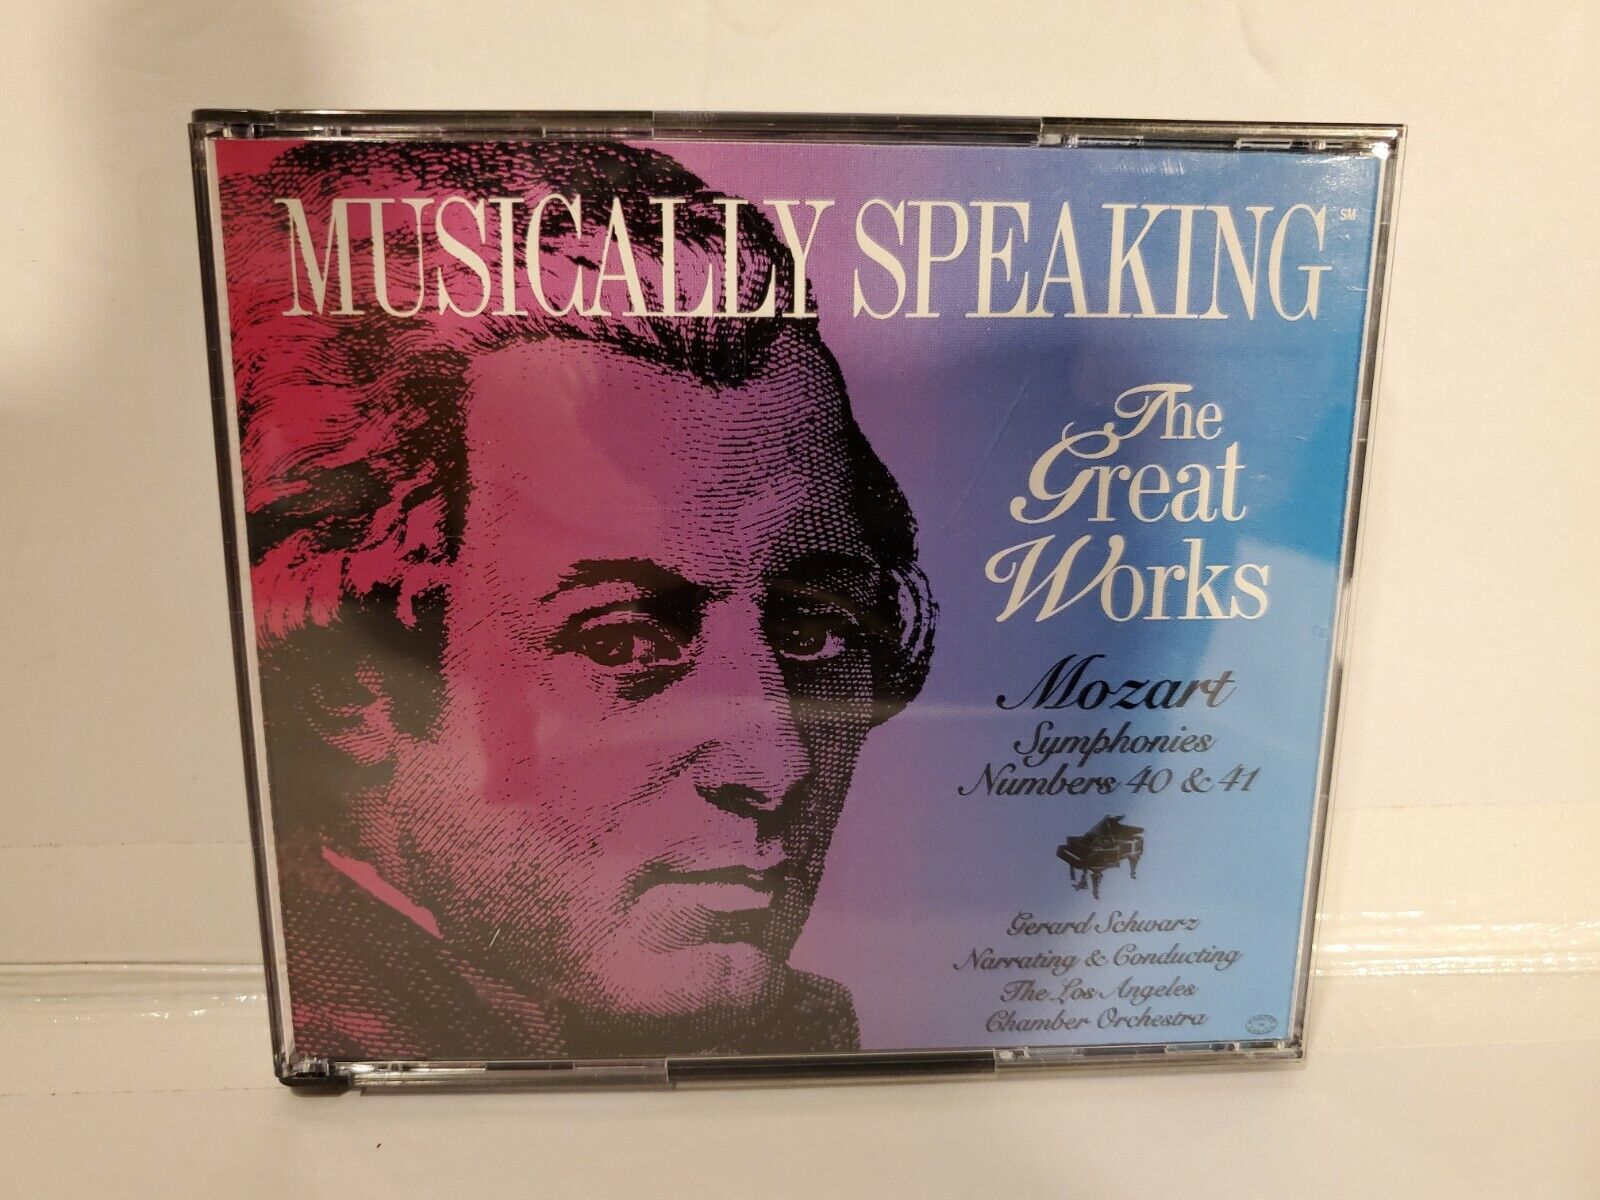 MUSICALLY SPEAKING SM
The
Great
Works
Mozart
Symphonies
Numbers 40 & 41
Gerard Schwarz
Narrating & Conducting
The Los Angeles
Chamber Orchestra